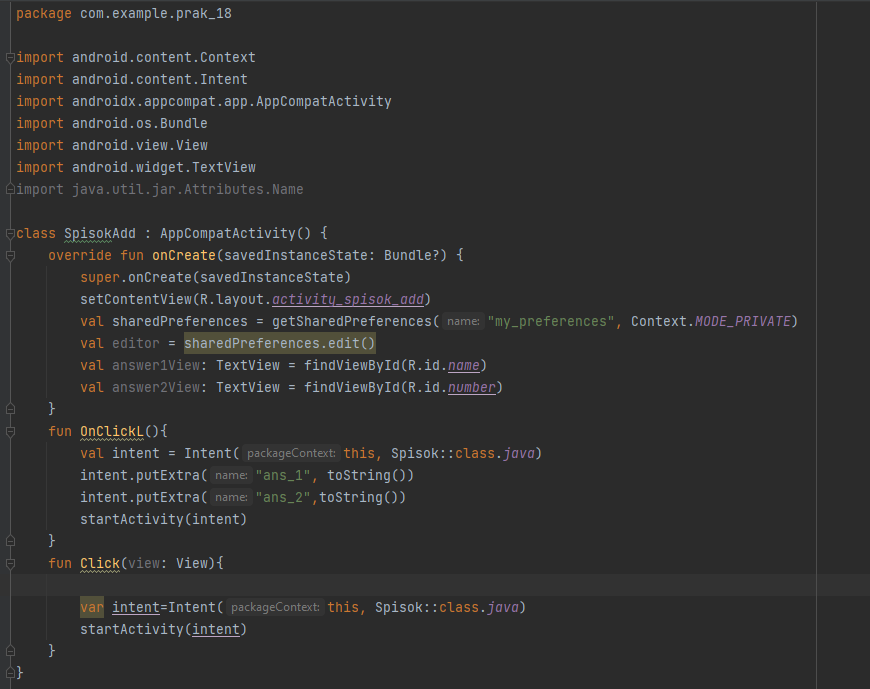 package com.example.prak_18
import android.content.Context
import android.content.Intent
import androidx.appcompat.app.AppCompatActivity
import android.os.Bundle
import android.view.View
import android.widget.TextView
import java.util.jar.Attributes.Name
class SpisokAdd : AppCompatActivity() {
override fun onCreate(savedInstanceState: Bundle?) {
super.onCreate(savedInstanceState)
setContentView(R.layout.activity_spisok_add)
val sharedPreferences = getSharedPreferences( name: "my_preferences", Context.MODE_PRIVATE)
val editor = sharedPreferences.edit()
val answer1View: TextView = findViewById(R.id.name)
val answer2View: TextView = findViewById(R.id.number)
}
fun OnClickL(){
val intent = Intent( packageContext: this, Spisok::class.java)
intent.putExtra( name: "ans_1", toString())
intent.putExtra( name: "ans_2",toString())
startActivity(intent)
}
fun Click(view: View){
var intent=Intent( packageContext: this, Spisok::class.java)
startActivity(intent)
}
}